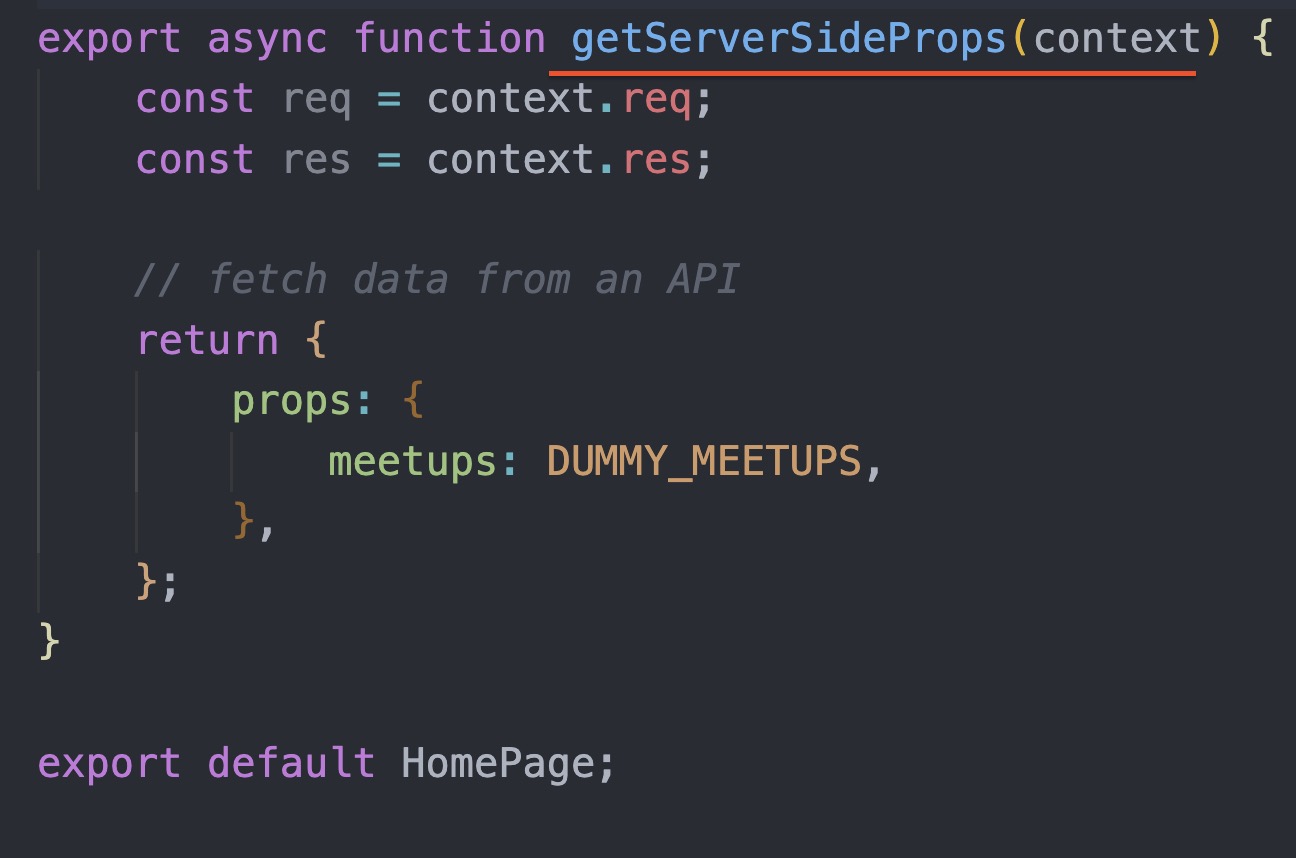 export async function getServerSideProps(context) {
    const req = context.req;
    const res = context.res;

    // fetch data from an API
    return {
        props: {
            meetups: DUMMY_MEETUPS,
        },
    };
}

export default HomePage;